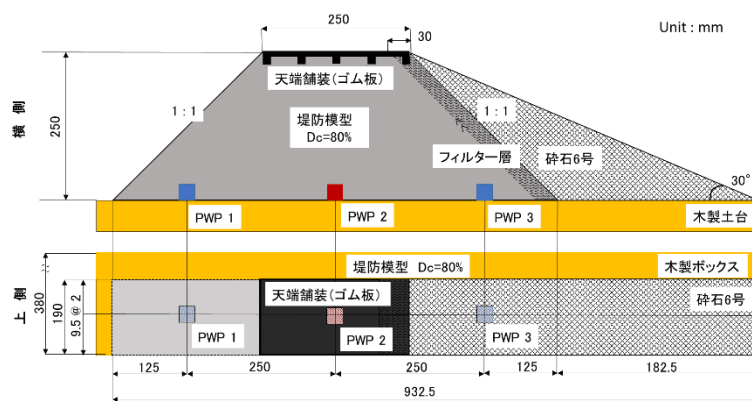 250
30
Unit : mm
天端舗装(ゴム板)
横 側
250
1 : 1
堤防模型
Dc=80%
1 : 1
フィルター層
砕石6号
30°
PWP 1
PWP 2
PWP 3
木製土台
堤防模型 Dc=80%
木製ボックス
上 側
380
190
9.5 @ 2
天端舗装(ゴム板)
砕石6号
PWP 1
PWP 2
PWP 3
125
250
250
125
182.5
932.5